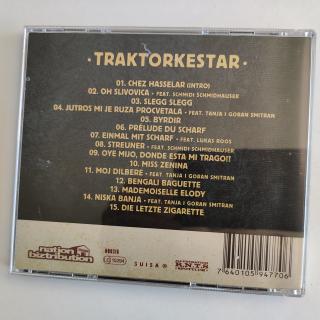 · TRAKTORKESTAR ·
01. CHEZ HASSELAR (INTRO)
02. OH SLIVOVICA · FEAT. SCHMIDI SCHMIDHAUSER
03. SLEGG SLEGG
04. JUTROS MI JE RUZA PROCVETALA · FEAT. TANJA I GORAN SMITRAN
05. BYRDIR
06. PRÉLUDE DU SCHARF
07. EINMAL MIT SCHARF · FEAT. LUKAS ROOS
08. STREUNER · FEAT. SCHMIDI SCHMIDHAUSER
09. OYE MIJO, DONDE ESTA MI TRAGO!!
10. MISS ZENINA
11. MOJ DILBERE · FEAT. TANJA I GORAN SMITRAN
12. BENGALI BAGUETTE
13. MADEMOISELLE ELODY
14. NISKA BANJA · FEAT. TANJA I GORAN SMITRAN
15. DIE LETZTE ZIGARETTE
nation
biztribution
SUISA ®
R.N.T.S
7640105947706